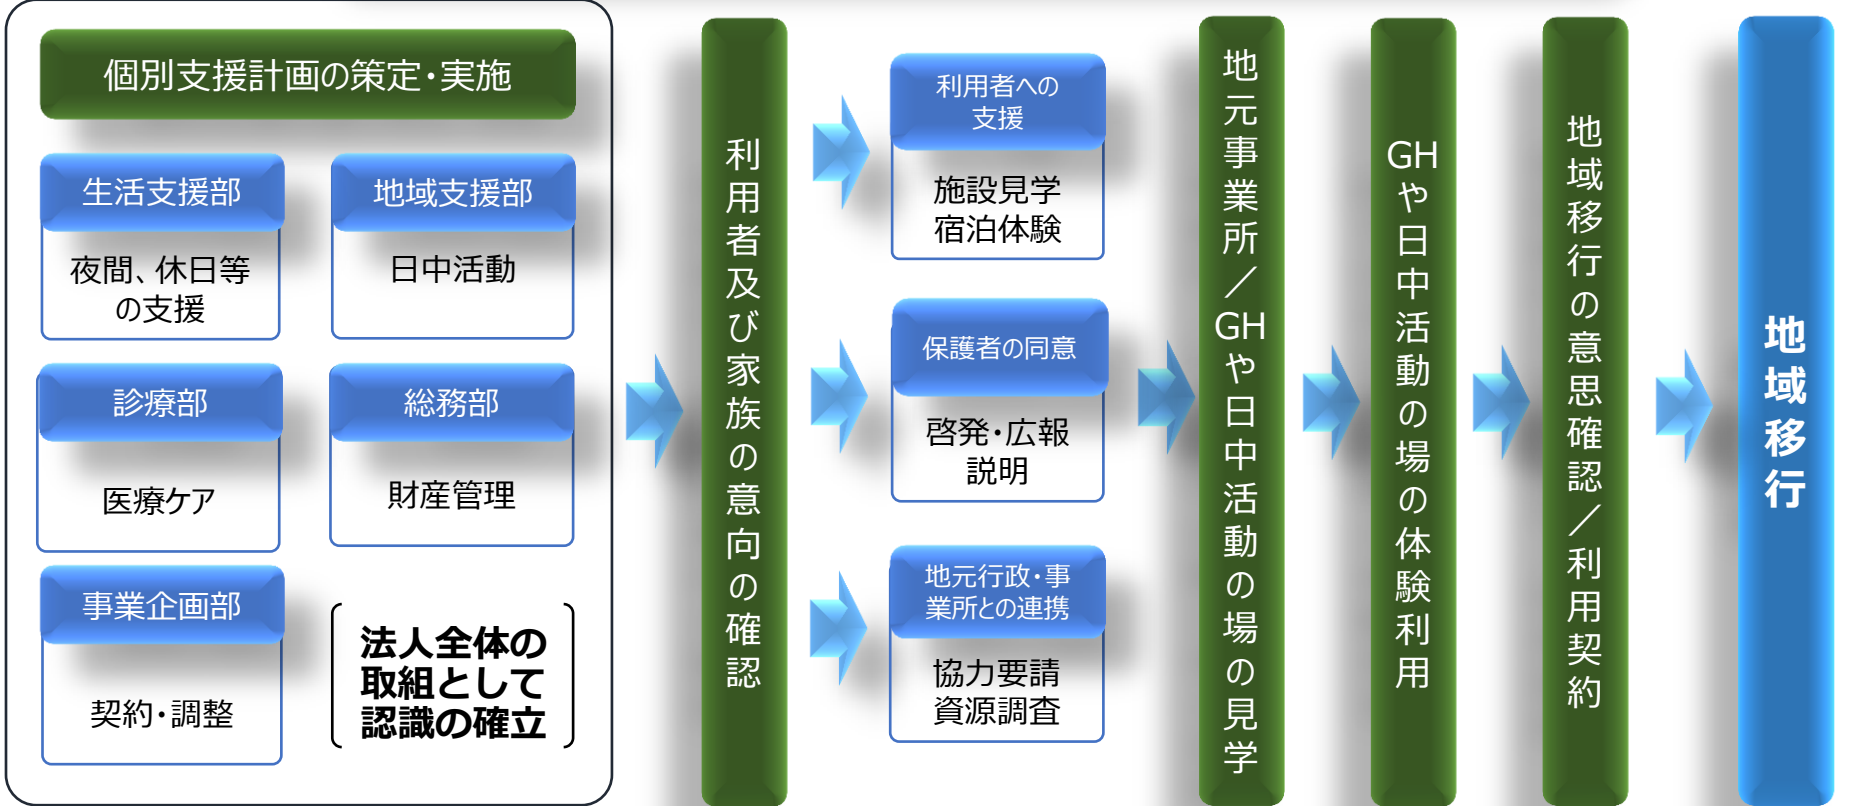 個別支援計画の策定・実施
生活支援部
夜間、休日等
の支援
地域支援部
日中活動
診療部
医療ケア
総務部
財産管理
事業企画部
契約・調整
法人全体の
取組として
認識の確立
利用者及び家族の意向の確認
利用者への
支援
施設見学
宿泊体験
保護者の同意
啓発・広報
説明
地元行政・事
業所との連携
協力要請
資源調査
地元事業所／GHや日中活動の場の見学
GHや日中活動の場の体験利用
地域移行の意思確認／利用契約
地域移行